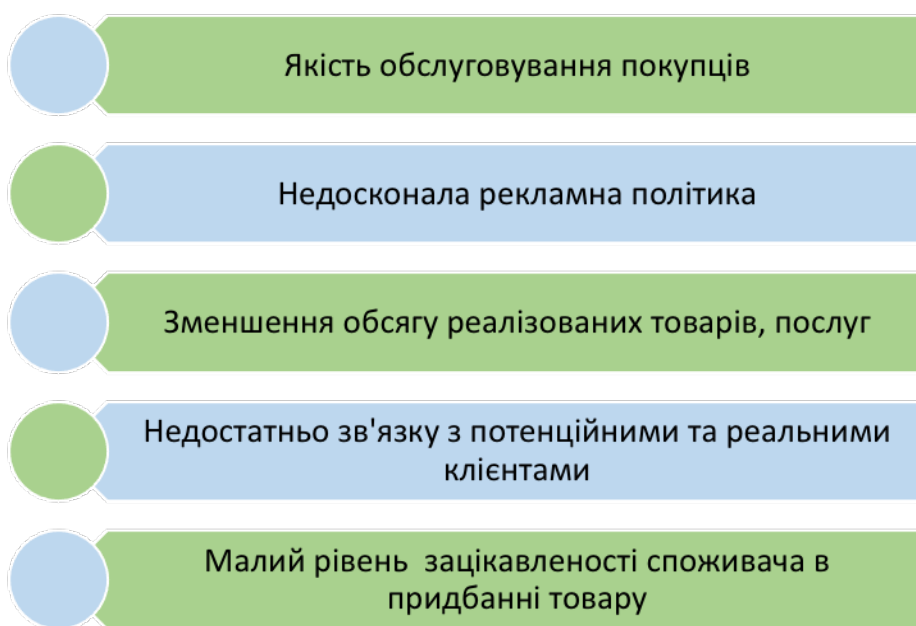 Якість обслуговування покупців
Недосконала рекламна політика
Зменшення обсягу реалізованих товарів, послуг
Недостатньо зв'язку з потенційними та реальними
клієнтами
Малий рівень  зацікавленості споживача в
придбанні товару